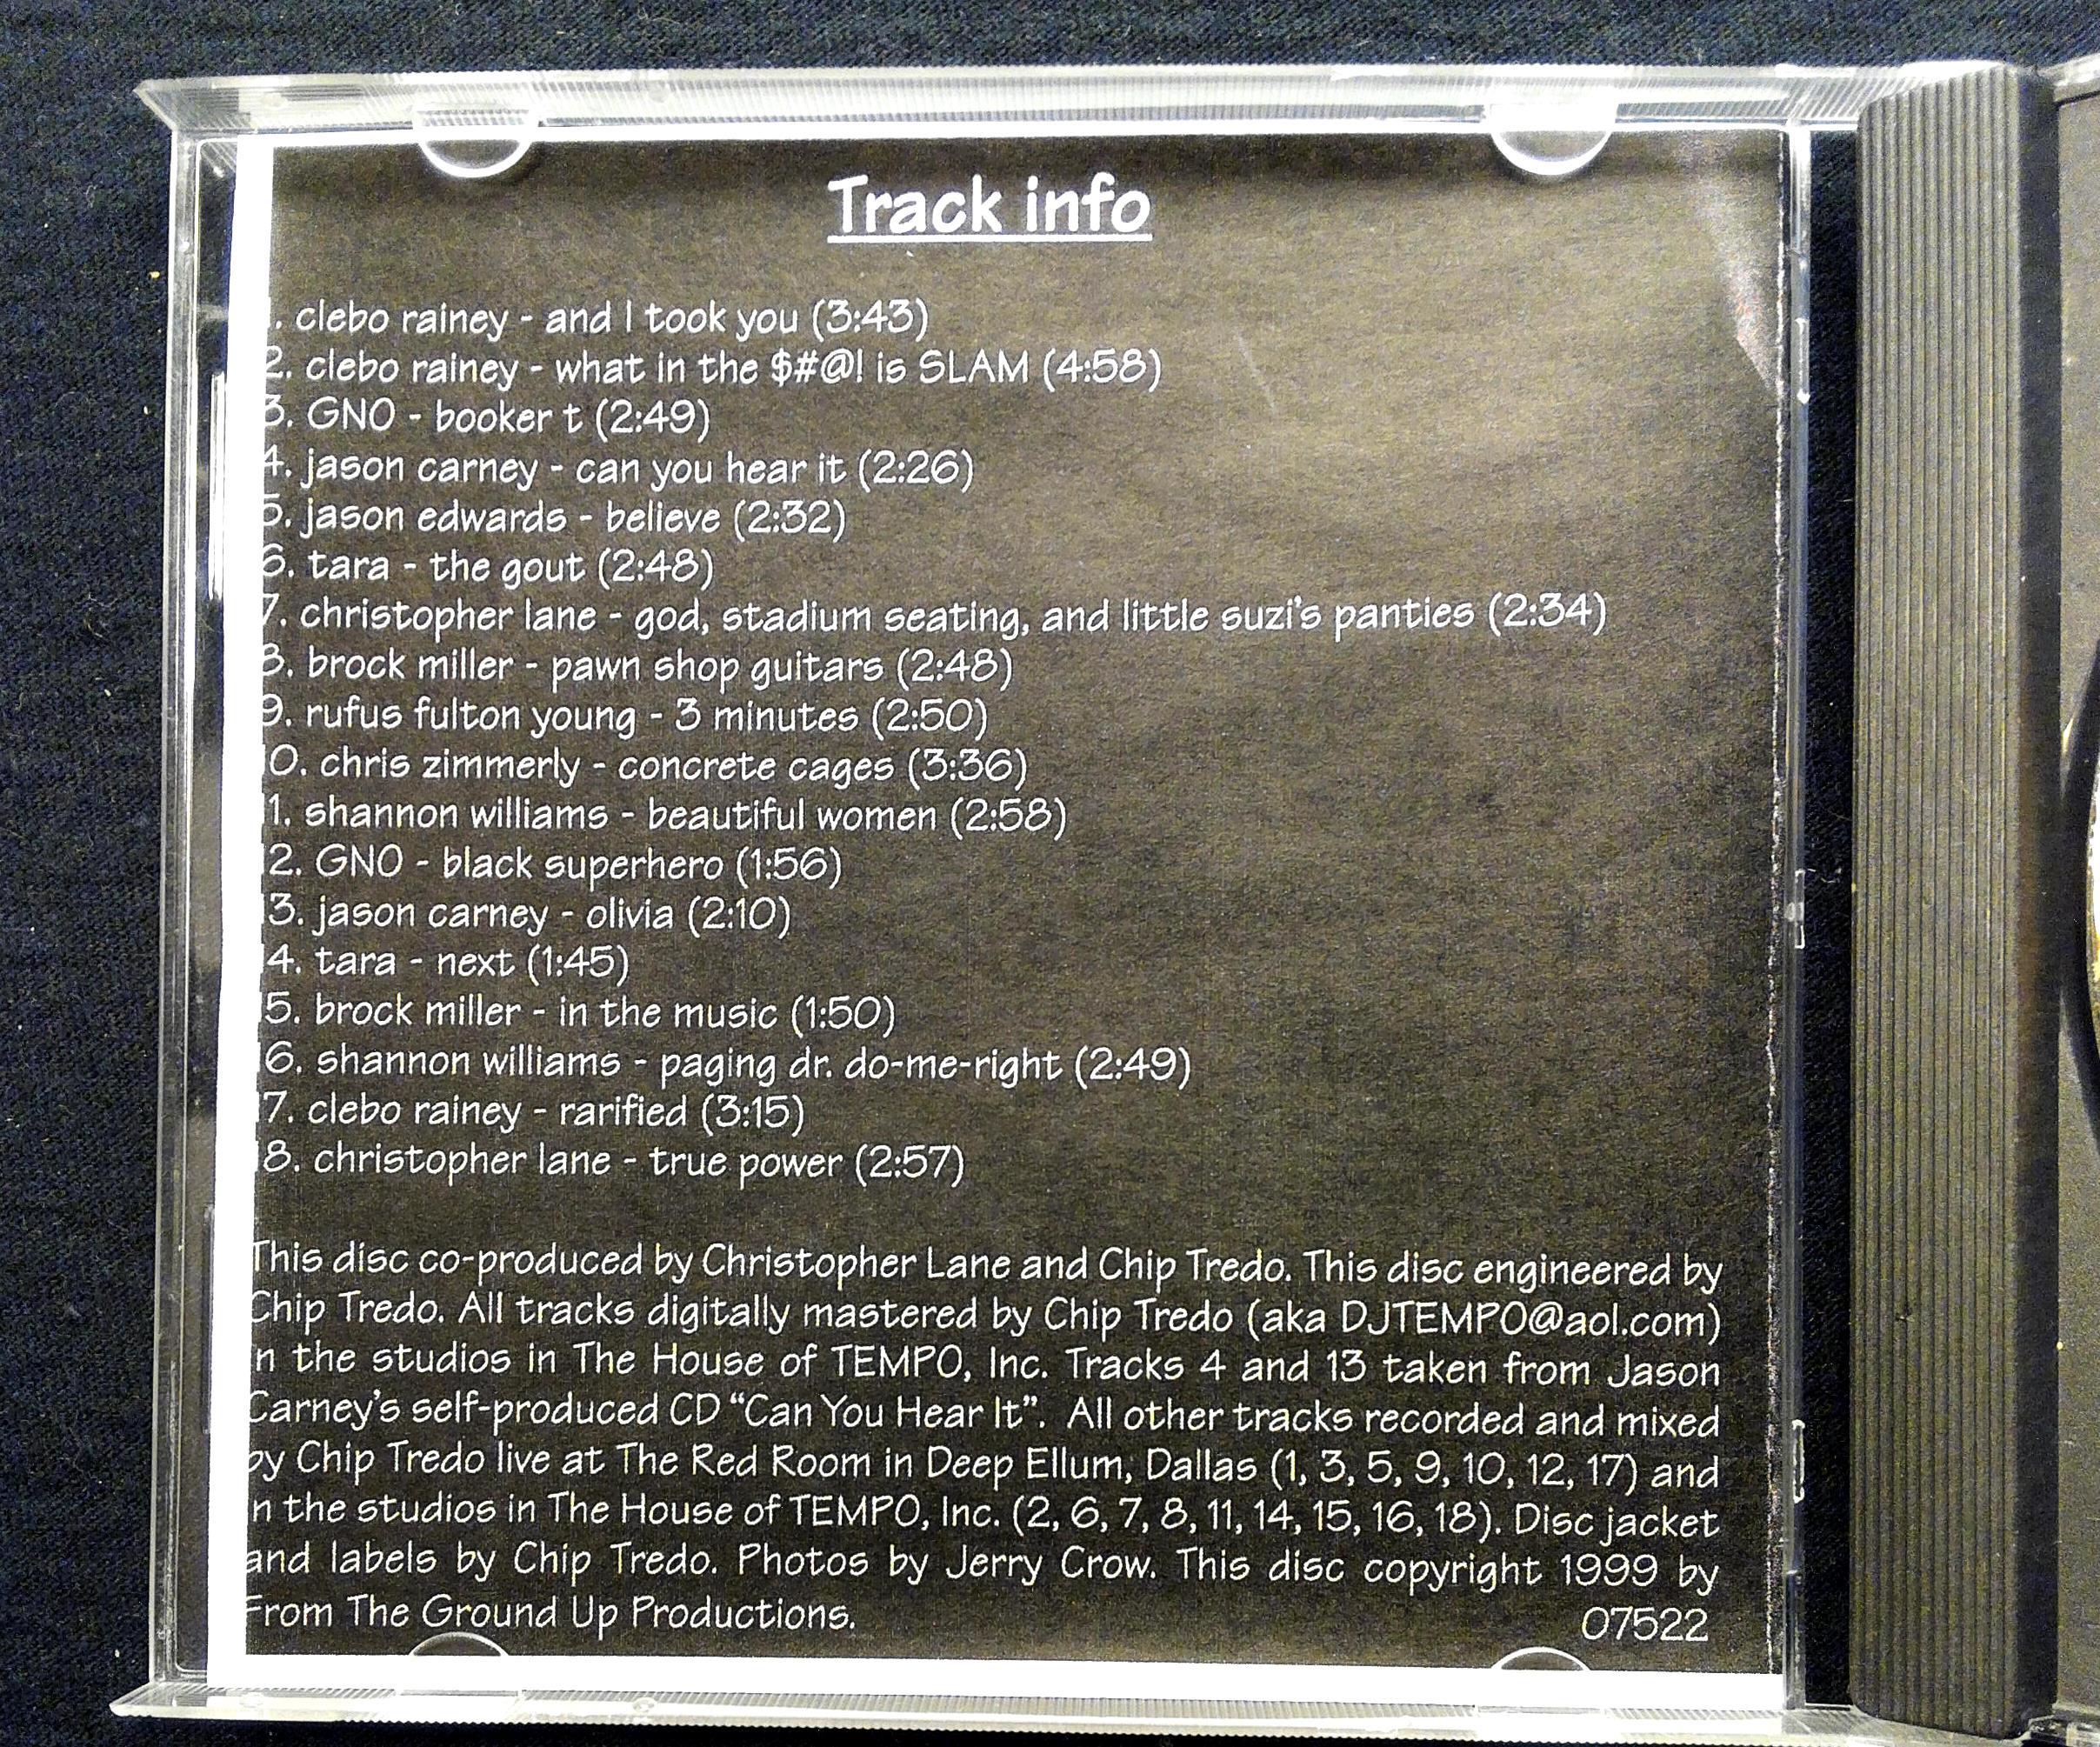 Track info
1. clebo rainey - and I took you (3:43)
2. clebo rainey - what in the $#@! is SLAM (4:58)
3. GNO - booker t (2:49)
4. jason carney - can you hear it (2:26)
5. jason edwards - believe (2:32)
6. tara - the gout (2:48)
7. christopher lane - god, stadium seating, and little suzi's panties (2:34)
8. brock miller - pawn shop guitars (2:48)
9. rufus fulton young - 3 minutes (2:50)
10. chris zimmerly - concrete cages (3:36)
11. shannon williams - beautiful women (2:58)
12. GNO - black superhero (1:56)
13. jason carney - olivia (2:10)
14. tara - next (1:45)
15. brock miller - in the music (1:50)
16. shannon williams - paging dr. do-me-right (2:49)
17. clebo rainey - rarified (3:15)
18. christopher lane - true power (2:57)
This disc co-produced by Christopher Lane and Chip Tredo. This disc engineered by
Chip Tredo. All tracks digitally mastered by Chip Tredo (aka DJTEMPO@aol.com)
in the studios in The House of TEMPO, Inc. Tracks 4 and 13 taken from Jason
Carney's self-produced CD "Can You Hear It". All other tracks recorded and mixed
by Chip Tredo live at The Red Room in Deep Ellum, Dallas (1, 3, 5, 9, 10, 12, 17) and
in the studios in The House of TEMPO, Inc. (2, 6, 7, 8, 11, 14, 15, 16, 18). Disc jacket
and labels by Chip Tredo. Photos by Jerry Crow. This disc copyright 1999 by
From The Ground Up Productions. 07522